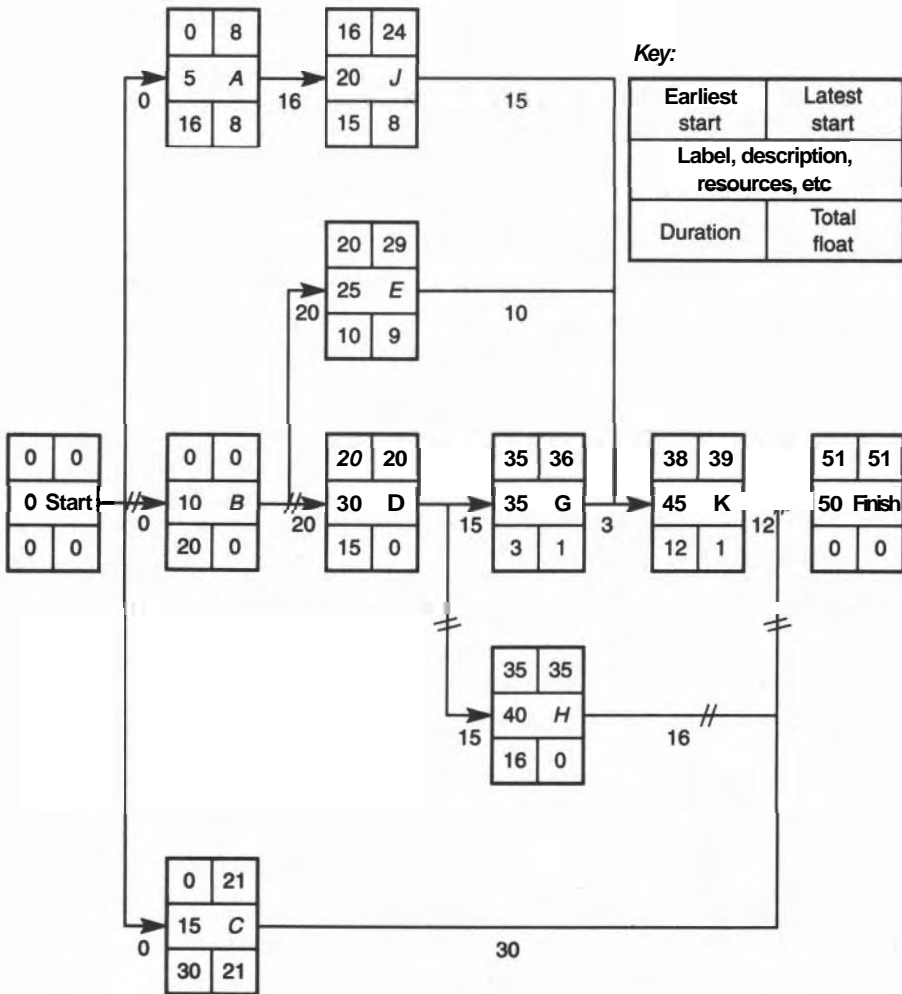 0 8
5 A
16 8
0
16
16 24
20 J
15 8
15
Key:
Earliest start
Latest start
Label, description,
resources, etc
Duration
Total float
20 29
25 E
10 9
20
10
0 0
0 Start
0 0
0
0 0
10 B
20 0
20
20 20
30 D
15 0
15
35 36
35 G
3 1
3
38 39
45 K
12 1
12
51 51
50 Finish
0 0
35 35
40 H
16 0
15
16
0 21
15 C
30 21
0
30